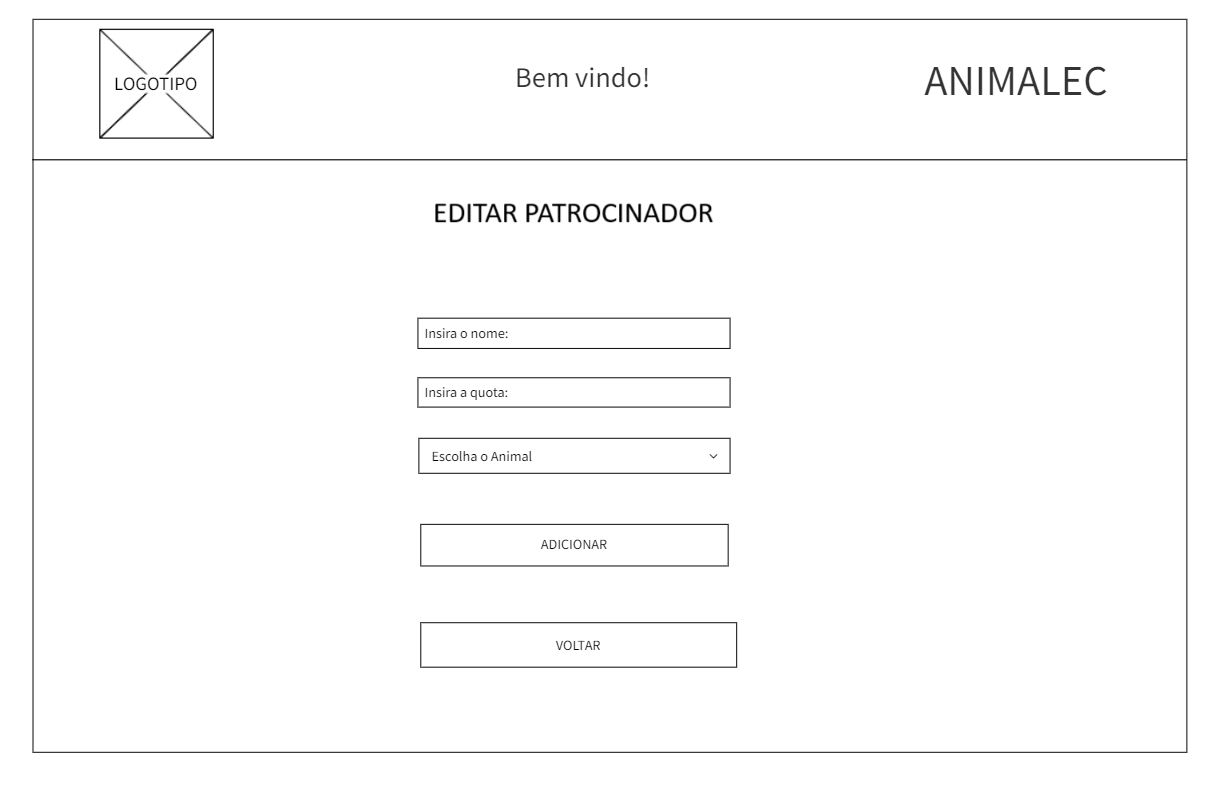 LOGOTIPO
Bem vindo!
ANIMALEC
EDITAR PATROCINADOR
Insira o nome:
Insira a quota:
Escolha o Animal
ADICIONAR
VOLTAR